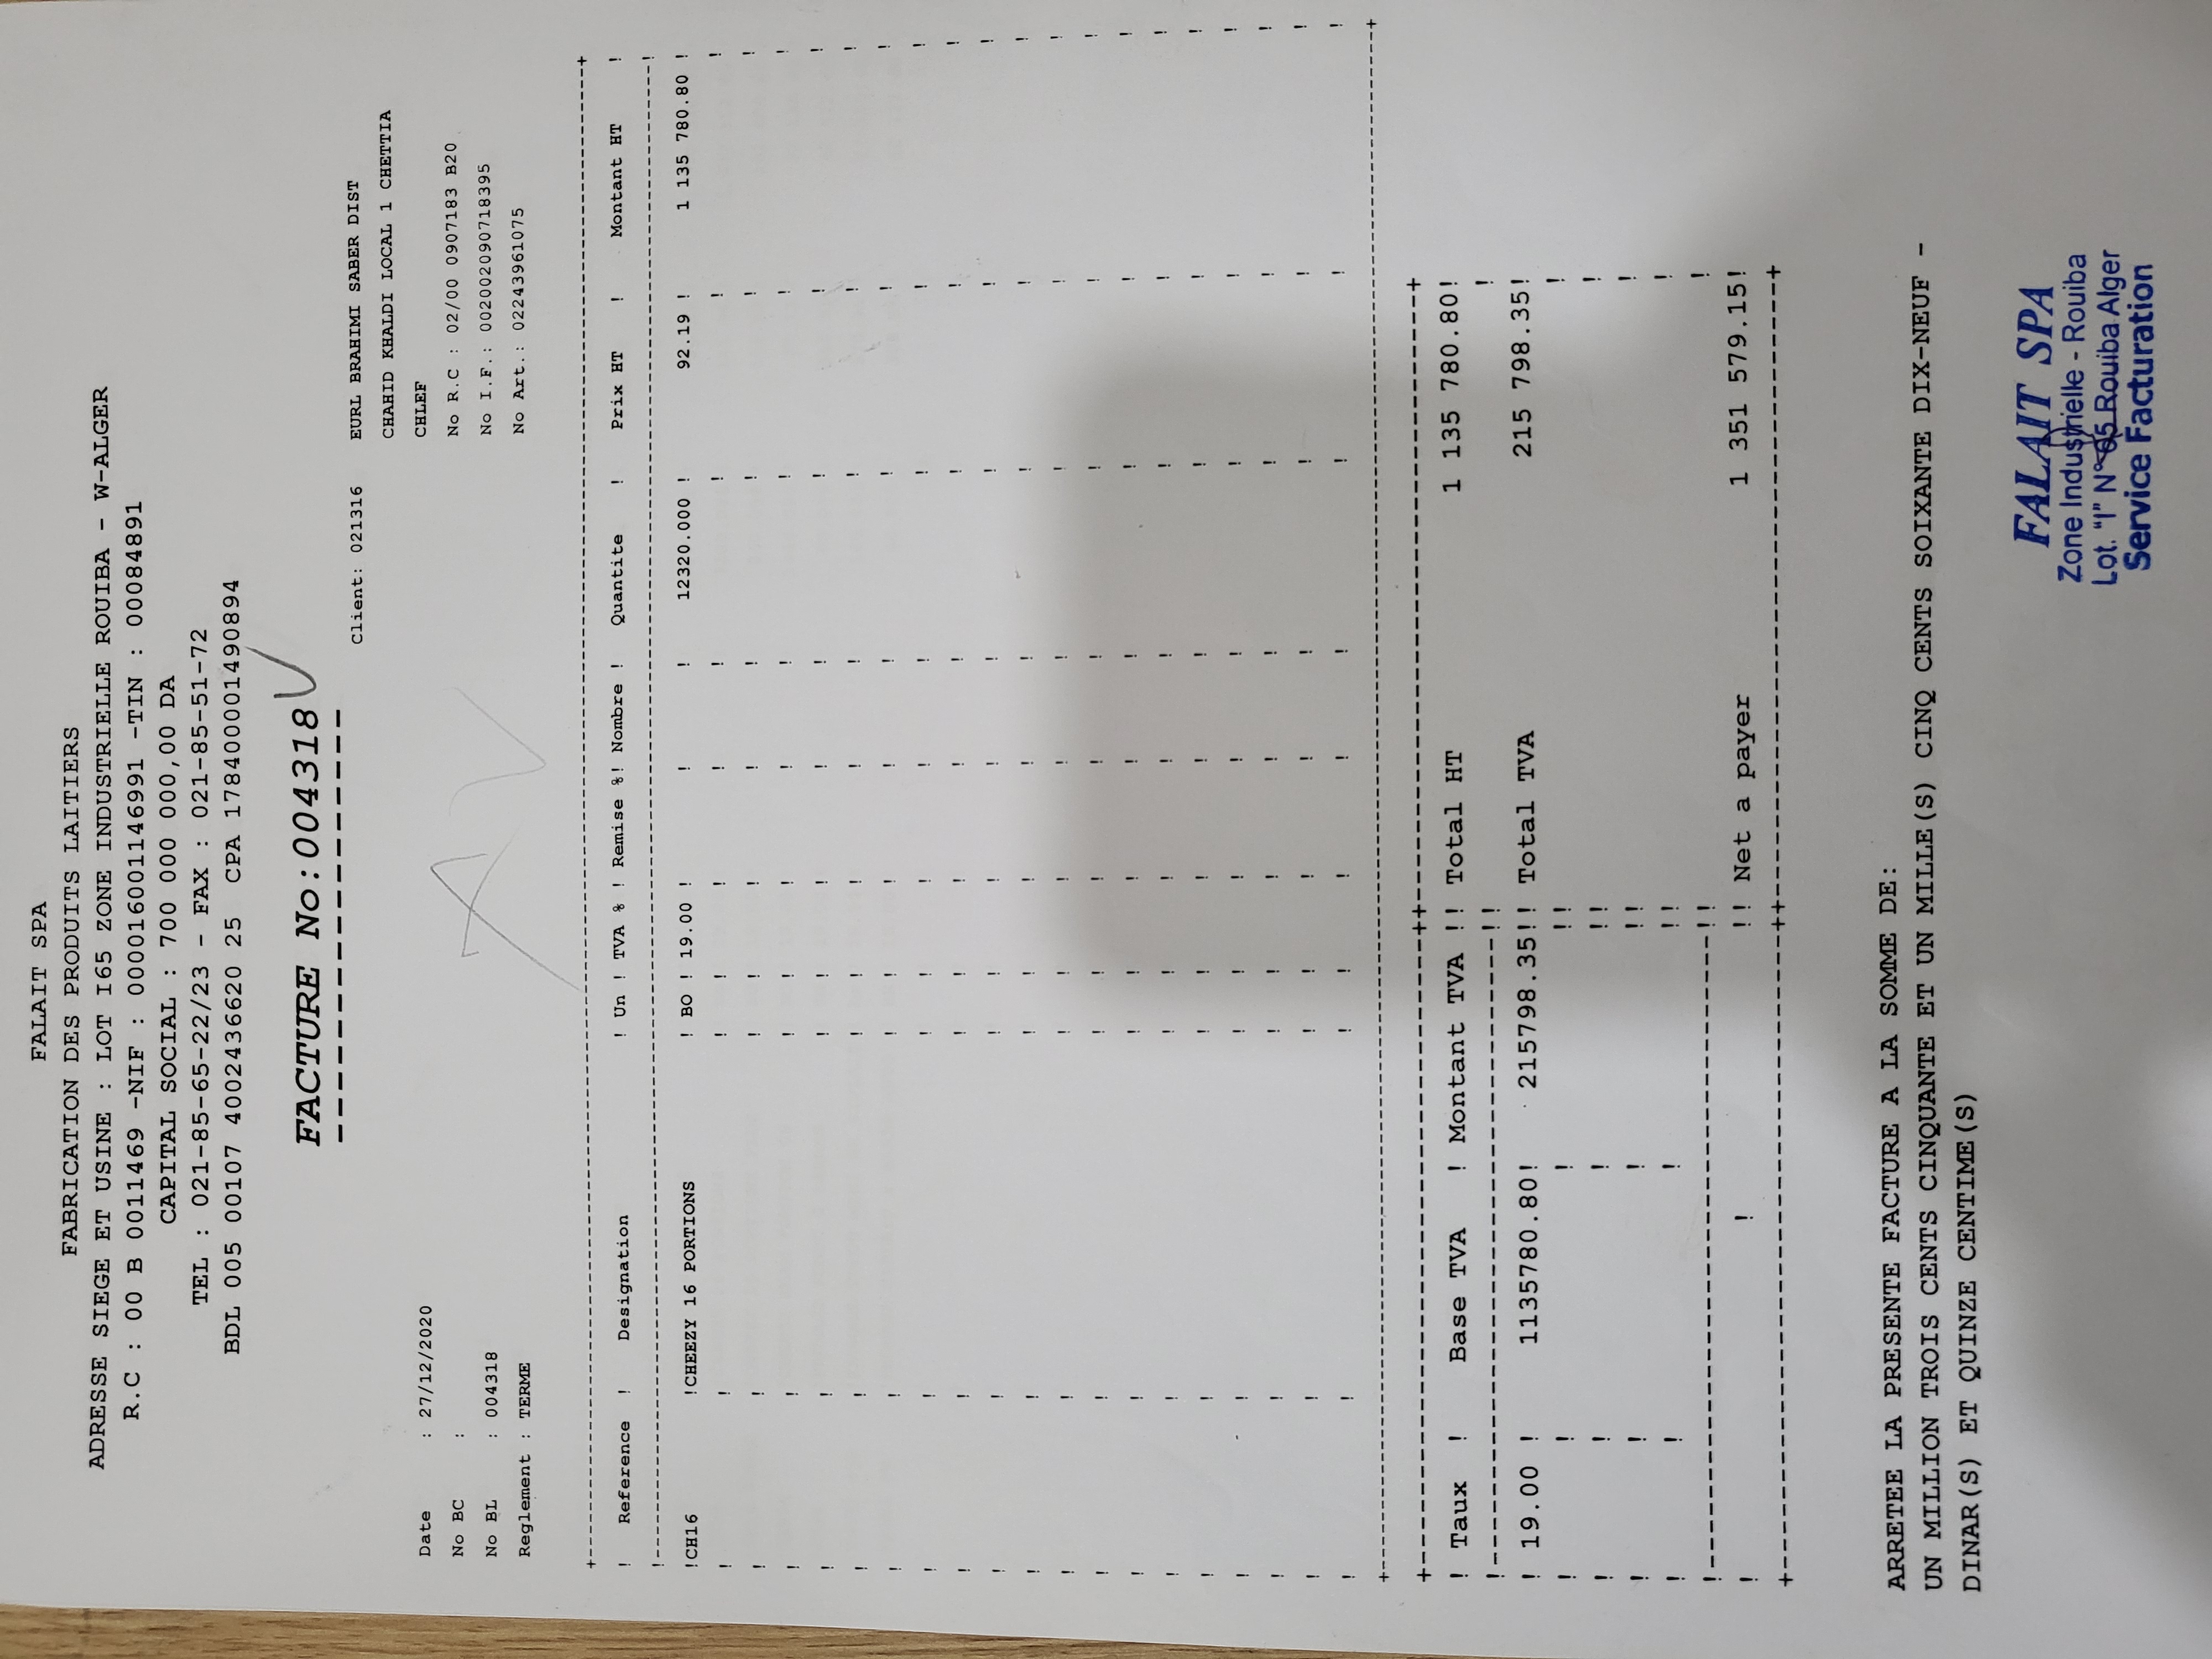 FALAIT SPA
FABRICATION DES PRODUITS LAITIERS
ADRESSE SIEGE ET USINE : LOT I65 ZONE INDUSTRIELLE ROUIBA - W-ALGER
R.C : 00 B 0011469 -NIF : 000016001146991 -TIN : 00084891
CAPITAL SOCIAL : 700 000 000,00 DA
TEL : 021-85-65-22/23 - FAX : 021-85-51-72
BDL 005 00107 4002436620 25 CPA 178400001490894
FACTURE No:004318
Client: 021316 EURL BRAHIMI SABER DIST
CHAHID KHALDI LOCAL 1 CHETTIA
CHLEF
No R.C : 02/00 0907183 B20
No I.F.: 002002090718395
No Art.: 02243961075
Date : 27/12/2020
No BC :
No BL : 004318
Reglement : TERME
! Reference ! Designation ! Un ! TVA % ! Remise %! Nombre ! Quantite ! Prix HT ! Montant HT !
!CH16 !CHEEZY 16 PORTIONS ! BO ! 19.00 ! ! ! 12320.000 ! 92.19 ! 1 135 780.80 !
! Taux ! Base TVA ! Montant TVA !! Total HT 1 135 780.80!
! 19.00 ! 1135780.80! 215798.35!! Total TVA 215 798.35!
! ! !! Net a payer 1 351 579.15!
ARRETEE LA PRESENTE FACTURE A LA SOMME DE:
UN MILLION TROIS CENTS CINQUANTE ET UN MILLE(S) CINQ CENTS SOIXANTE DIX-NEUF -
DINAR(S) ET QUINZE CENTIME(S)
FALAIT SPA
Zone Industrielle - Rouiba
Lot. "I" N° 65 Rouiba Alger
Service Facturation